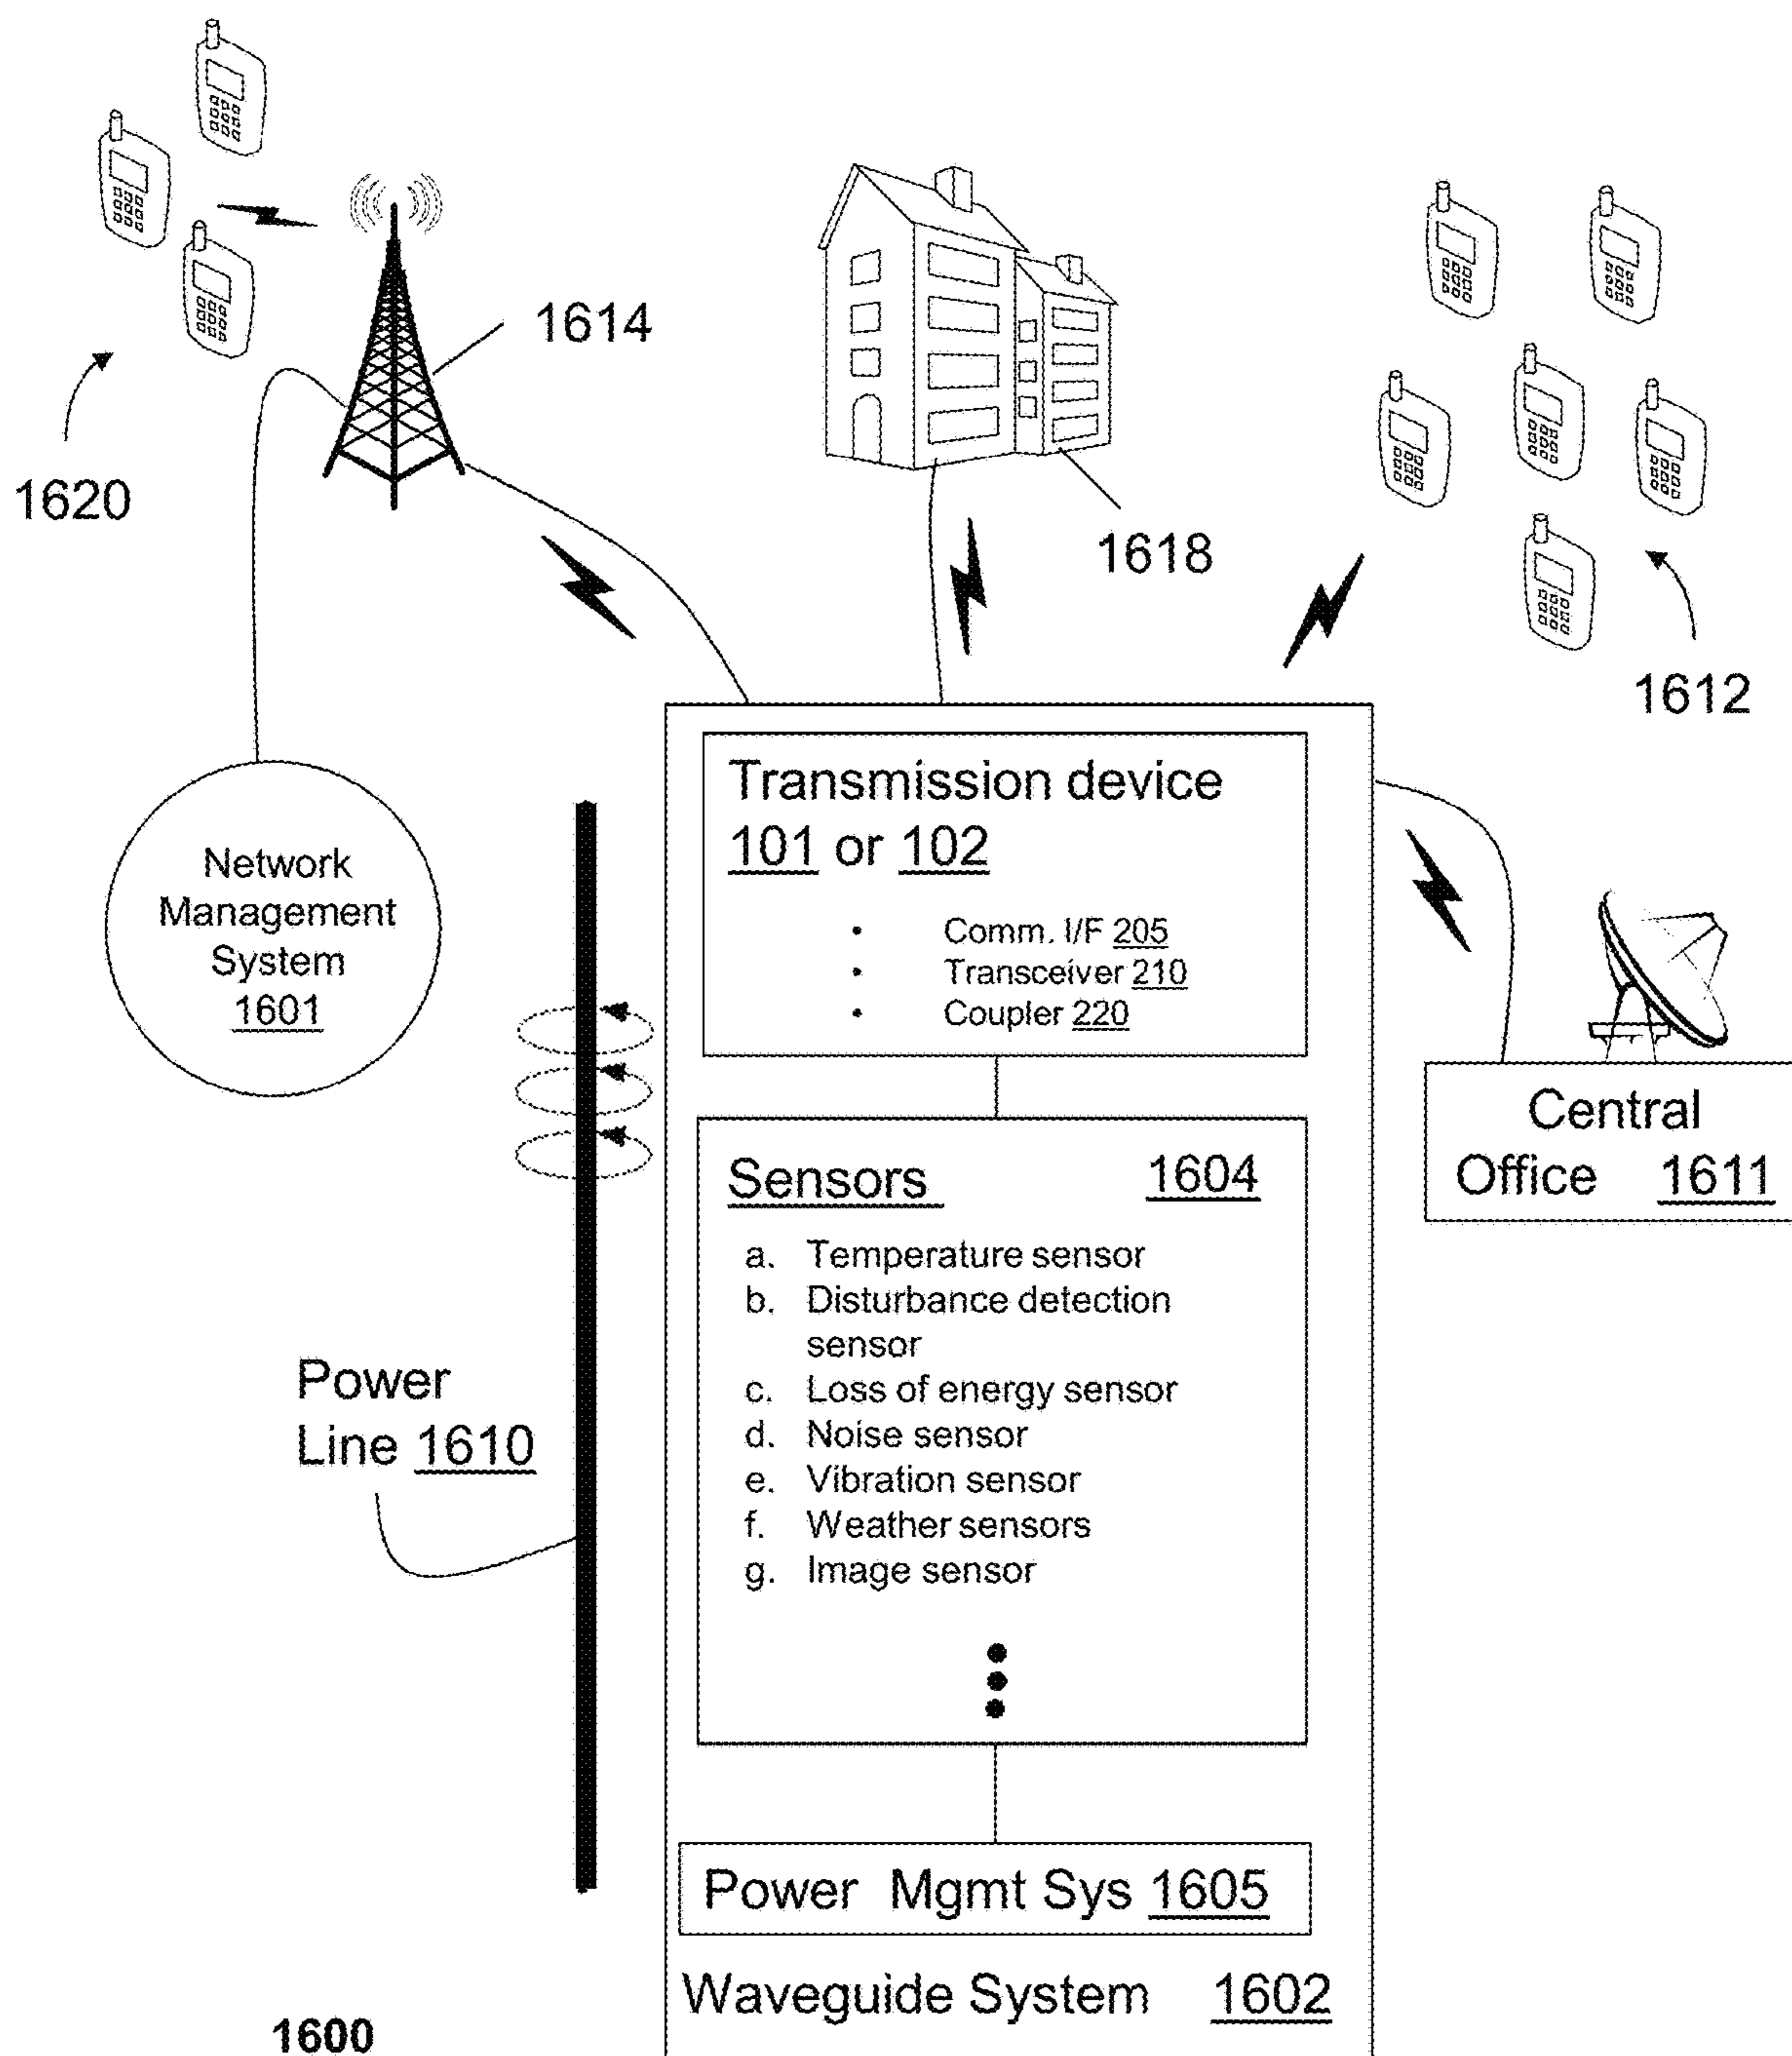 1614
1620
1618
1612
Transmission device
101 or 102
• Comm. I/F 205
• Transceiver 210
• Coupler 220
Network
Management
System
1601
Central
Office 1611
Sensors 1604
a. Temperature sensor
b. Disturbance detection
sensor
c. Loss of energy sensor
d. Noise sensor
e. Vibration sensor
f. Weather sensors
g. Image sensor
Power
Line 1610
Power Mgmt Sys 1605
Waveguide System 1602
1600